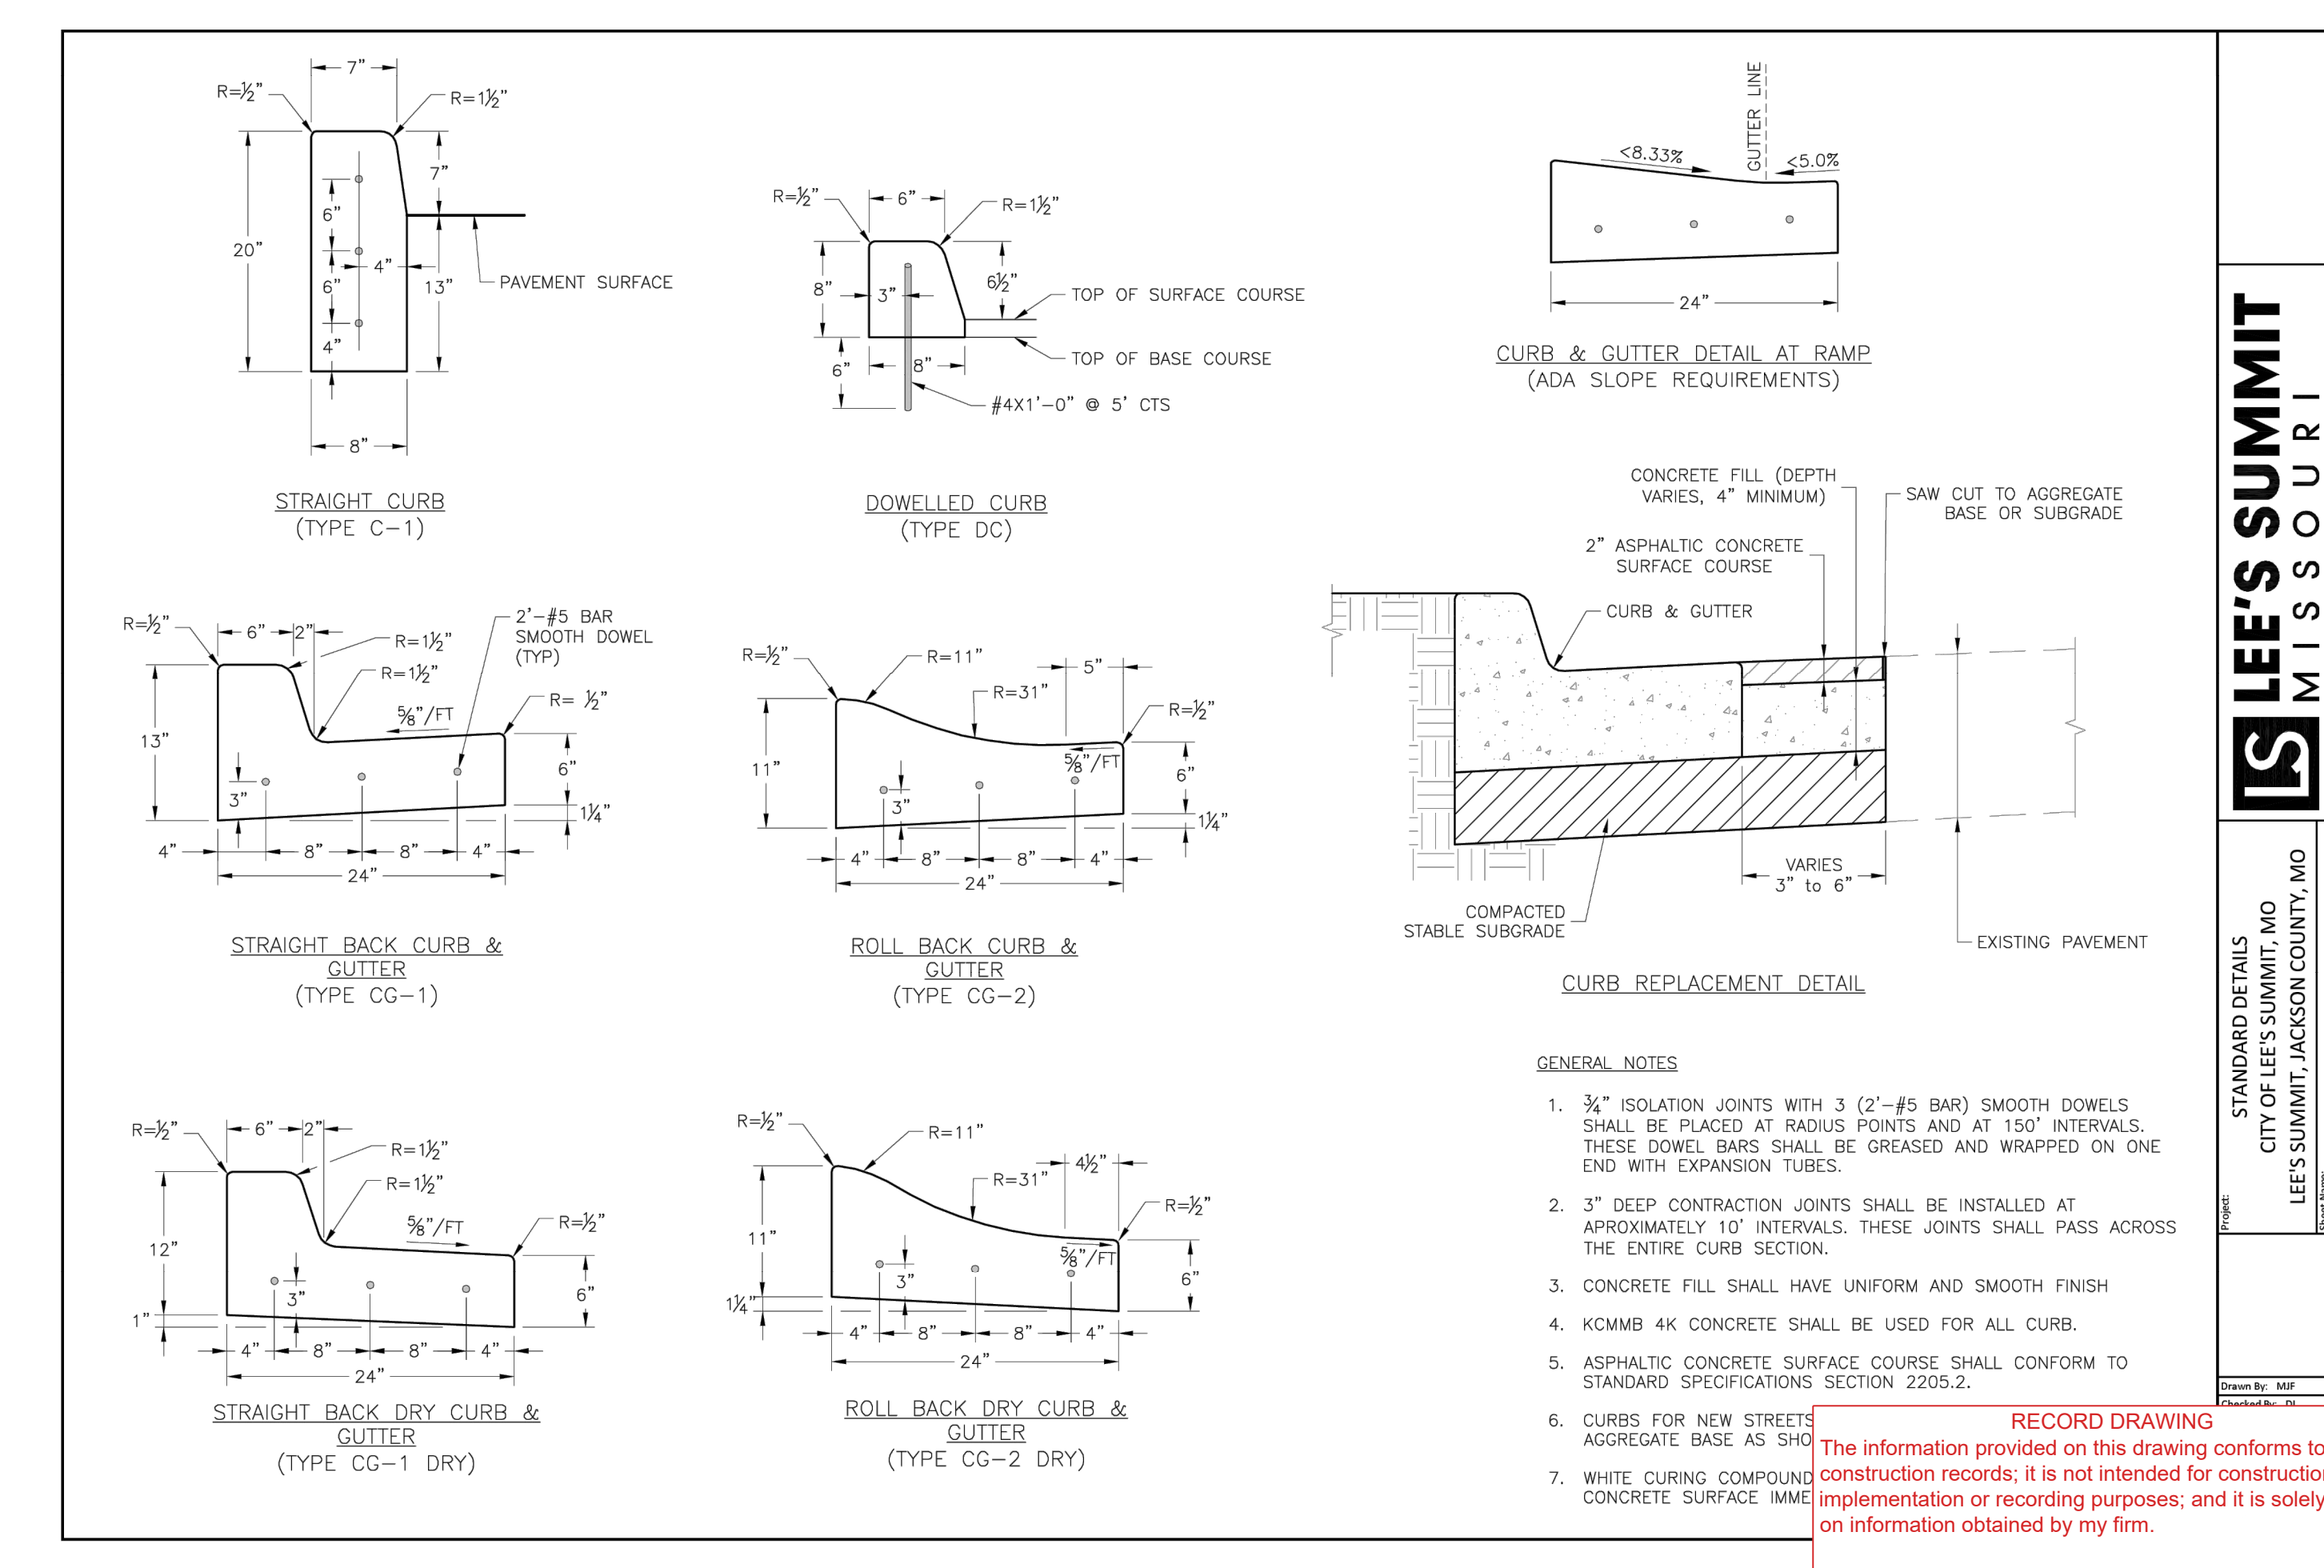 7"
R=½"
R=1½"
7"
6"
20"
4"
6"
13"
PAVEMENT SURFACE
4"
8"
STRAIGHT CURB
(TYPE C-1)
R=½"
6"
R=1½"
8"
3"
6½"
TOP OF SURFACE COURSE
TOP OF BASE COURSE
6"
8"
#4X1'-0" @ 5' CTS
DOWELLED CURB
(TYPE DC)
GUTTER LINE
<8.33%
<5.0%
24"
CURB & GUTTER DETAIL AT RAMP
(ADA SLOPE REQUIREMENTS)
R=½"
6"
2"
R=1½"
R=1½"
2'-#5 BAR
SMOOTH DOWEL
(TYP)
⅝"/FT
R= ½"
13"
3"
6"
1¼"
4"
8"
8"
4"
24"
STRAIGHT BACK CURB &
GUTTER
(TYPE CG-1)
R=½"
R=11"
5"
R=31"
R=½"
11"
⅝"/FT
6"
3"
1¼"
4"
8"
8"
4"
24"
ROLL BACK CURB &
GUTTER
(TYPE CG-2)
CONCRETE FILL (DEPTH
VARIES, 4" MINIMUM)
SAW CUT TO AGGREGATE
BASE OR SUBGRADE
2" ASPHALTIC CONCRETE
SURFACE COURSE
CURB & GUTTER
VARIES
3" to 6"
COMPACTED
STABLE SUBGRADE
EXISTING PAVEMENT
CURB REPLACEMENT DETAIL
R=½"
6"
2"
R=1½"
R=1½"
⅝"/FT
R=½"
12"
3"
6"
1"
4"
8"
8"
4"
24"
STRAIGHT BACK DRY CURB &
GUTTER
(TYPE CG-1 DRY)
R=½"
R=11"
4½"
R=31"
R=½"
11"
⅝"/FT
3"
6"
1¼"
4"
8"
8"
4"
24"
ROLL BACK DRY CURB &
GUTTER
(TYPE CG-2 DRY)
GENERAL NOTES
1. ¾" ISOLATION JOINTS WITH 3 (2'-#5 BAR) SMOOTH DOWELS
SHALL BE PLACED AT RADIUS POINTS AND AT 150' INTERVALS.
THESE DOWEL BARS SHALL BE GREASED AND WRAPPED ON ONE
END WITH EXPANSION TUBES.
2. 3" DEEP CONTRACTION JOINTS SHALL BE INSTALLED AT
APROXIMATELY 10' INTERVALS. THESE JOINTS SHALL PASS ACROSS
THE ENTIRE CURB SECTION.
3. CONCRETE FILL SHALL HAVE UNIFORM AND SMOOTH FINISH
4. KCMMB 4K CONCRETE SHALL BE USED FOR ALL CURB.
5. ASPHALTIC CONCRETE SURFACE COURSE SHALL CONFORM TO
STANDARD SPECIFICATIONS SECTION 2205.2.
6. CURBS FOR NEW STREETS
AGGREGATE BASE AS SHO
7. WHITE CURING COMPOUND
CONCRETE SURFACE IMME
LS LEE'S SUMMIT
MISSOURI
STANDARD DETAILS
CITY OF LEE'S SUMMIT, MO
LEE'S SUMMIT, JACKSON COUNTY, MO
Project:
Drawn By: MJF
RECORD DRAWING
The information provided on this drawing conforms to
construction records; it is not intended for construction
implementation or recording purposes; and it is solely
on information obtained by my firm.